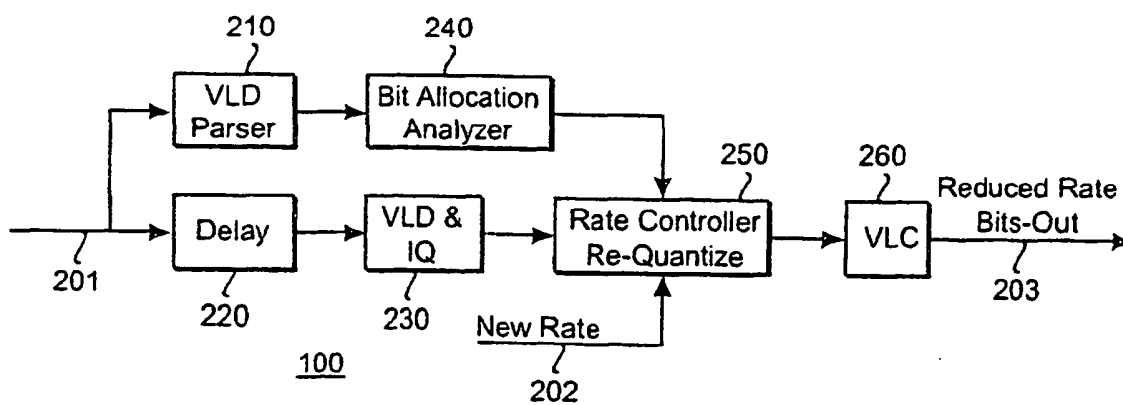 210
240
VLD
Parser
Bit Allocation
Analyzer
250
260
Reduced Rate
Bits-Out
201
Delay
VLD &
IQ
Rate Controller
Re-Quantize
VLC
203
220
230
New Rate
202
100